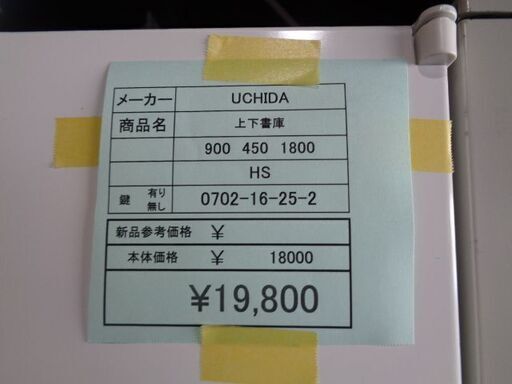 メーカー UCHIDA
商品名 上下書庫
900 450 1800
HS
鍵 有り 無し 0702-16-25-2
新品参考価格 ¥
本体価格 ¥ 18000
¥19,800